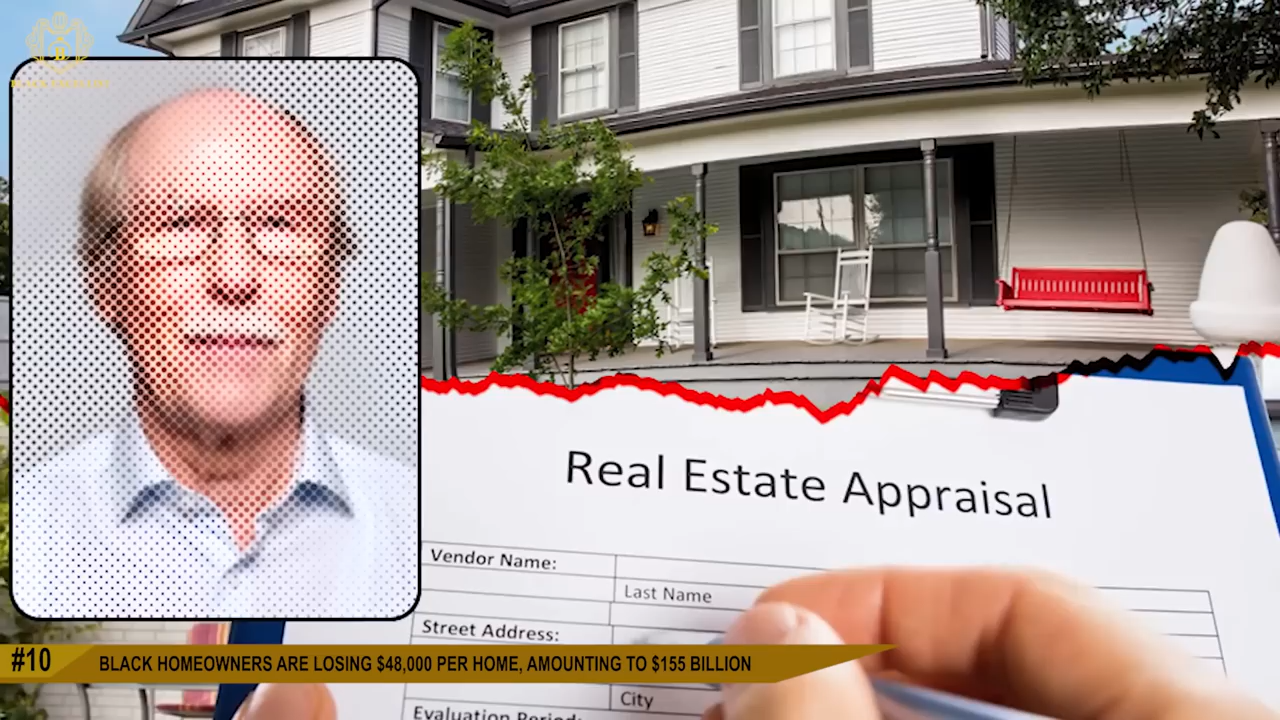 Real Estate Appraisal
Vendor Name:
Last Name
Street Address:
#10 BLACK HOMEOWNERS ARE LOSING $48,000 PER HOME, AMOUNTING TO $155 BILLION
City